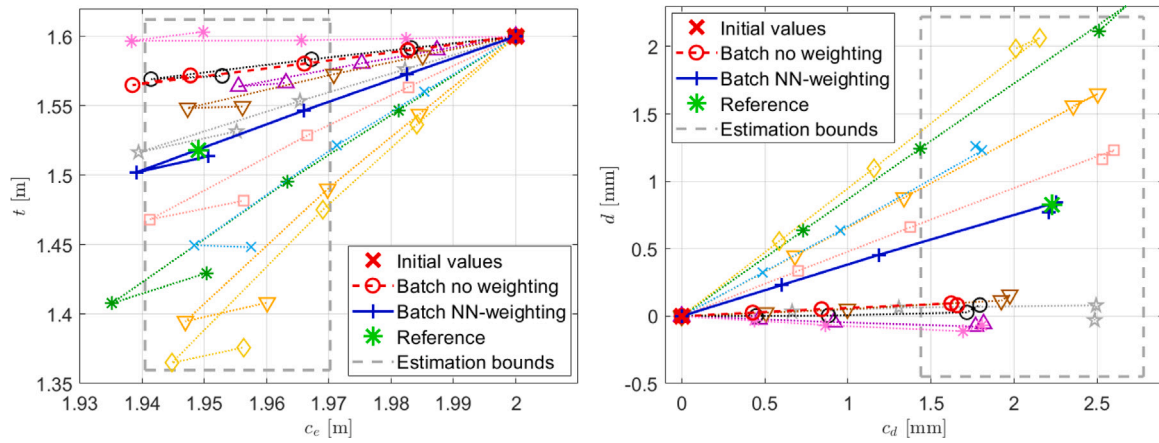 1.6
1.55
1.5
1.45
1.4
1.35
t [m]
1.93 1.94 1.95 1.96 1.97 1.98 1.99 2
c_e [m]
Initial values
Batch no weighting
Batch NN-weighting
Reference
Estimation bounds
2
1.5
1
0.5
0
-0.5
d [mm]
0 0.5 1 1.5 2 2.5
c_d [mm]
Initial values
Batch no weighting
Batch NN-weighting
Reference
Estimation bounds